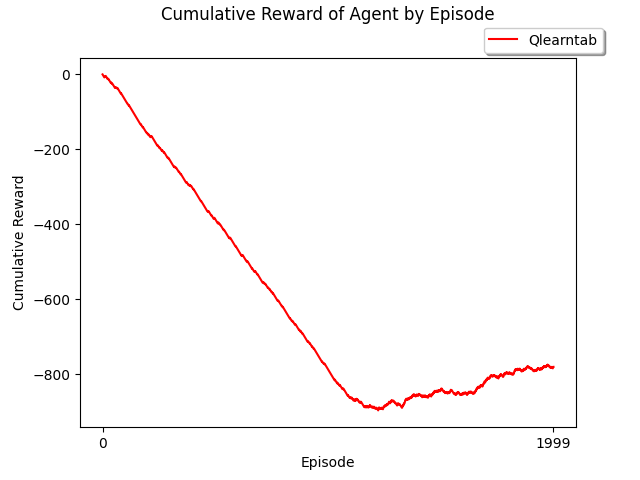 Cumulative Reward of Agent by Episode
Qlearntab
0
−200
−400
−600
−800
Cumulative Reward
0 1999
Episode